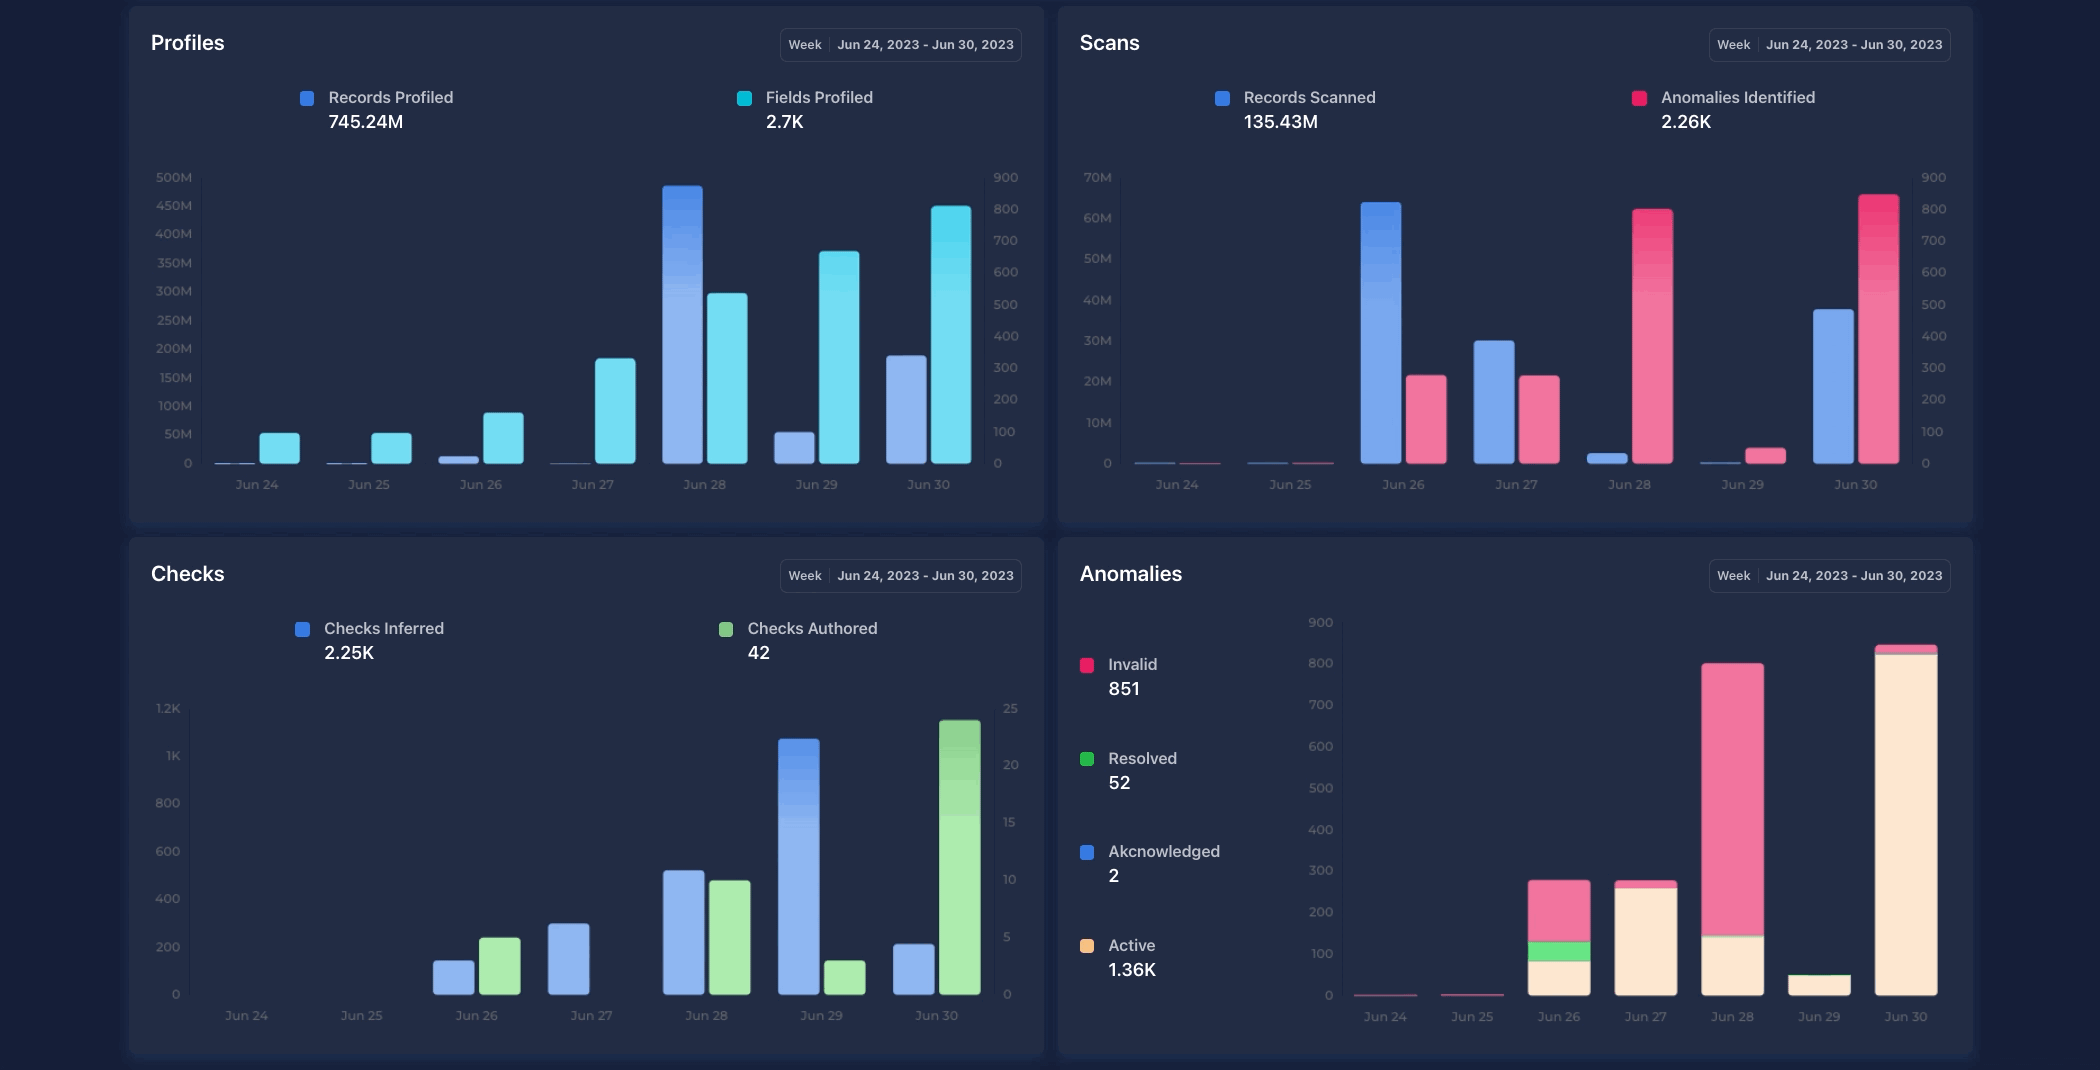 Profiles
Week Jun 24, 2023 - Jun 30, 2023
Records Profiled
745.24M
Fields Profiled
2.7K
500M
450M
400M
350M
300M
250M
200M
150M
100M
50M
0
900
800
700
600
500
400
300
200
100
0
Jun 24 Jun 25 Jun 26 Jun 27 Jun 28 Jun 29 Jun 30
Scans
Week Jun 24, 2023 - Jun 30, 2023
Records Scanned
135.43M
Anomalies Identified
2.26K
70M
60M
50M
40M
30M
20M
10M
0
900
800
700
600
500
400
300
200
100
0
Jun 24 Jun 25 Jun 26 Jun 27 Jun 28 Jun 29 Jun 30
Checks
Week Jun 24, 2023 - Jun 30, 2023
Checks Inferred
2.25K
Checks Authored
42
1.2K
1K
800
600
400
200
0
25
20
15
10
5
0
Jun 24 Jun 25 Jun 26 Jun 27 Jun 28 Jun 29 Jun 30
Anomalies
Week Jun 24, 2023 - Jun 30, 2023
Invalid
851
Resolved
52
Akcnowledged
2
Active
1.36K
900
800
700
600
500
400
300
200
100
0
Jun 24 Jun 25 Jun 26 Jun 27 Jun 28 Jun 29 Jun 30